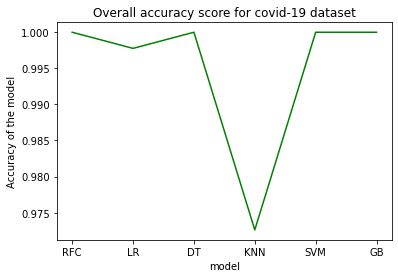 Overall accuracy score for covid-19 dataset
Accuracy of the model
1.000
0.995
0.990
0.985
0.980
0.975
RFC LR DT KNN SVM GB
model